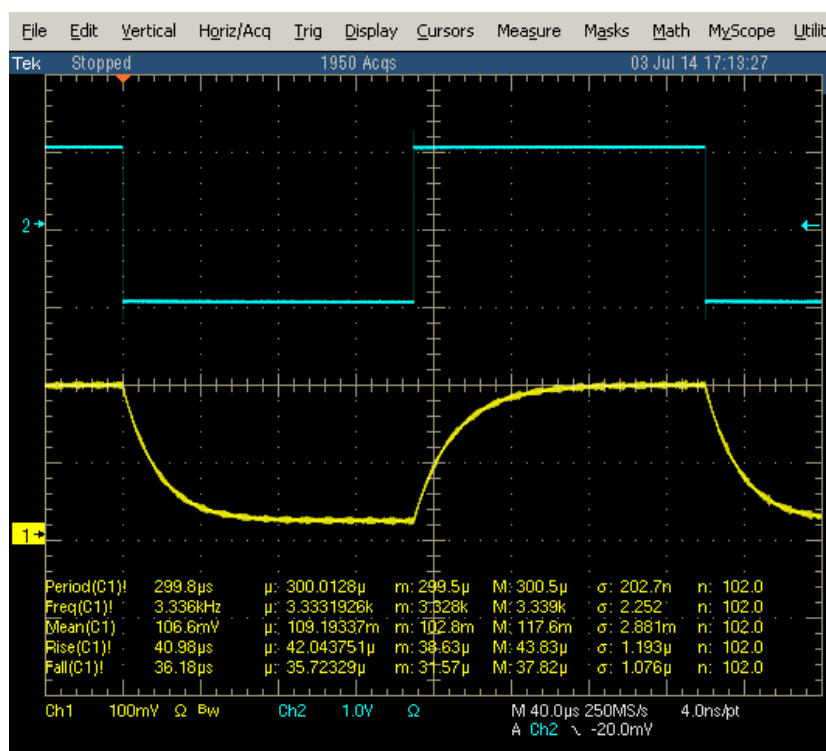 File Edit Vertical Horiz/Acq Trig Display Cursors Measure Masks Math MyScope Utilit
Tek Stopped 1950 Acqs 03 Jul 14 17:13:27
2
1
Period(C1)! 299.8µs µ: 300.0128µ m: 299.5µ M: 300.5µ σ: 202.7n n: 102.0
Freq(C1)! 3.336kHz µ: 3.3331926k m: 3.328k M: 3.339k σ: 2.252 n: 102.0
Mean(C1) 106.6mV µ: 109.19337m m: 102.8m M: 117.6m σ: 2.881m n: 102.0
Rise(C1)! 40.98µs µ: 42.043751µ m: 38.63µ M: 43.83µ σ: 1.193µ n: 102.0
Fall(C1)! 36.18µs µ: 35.72329µ M: 37.82µ σ: 1.076µ n: 102.0
Ch1 100mV Ω Bw Ch2 1.0V Ω M 40.0µs 250MS/s 4.0ns/pt
A Ch2 \ -20.0mV